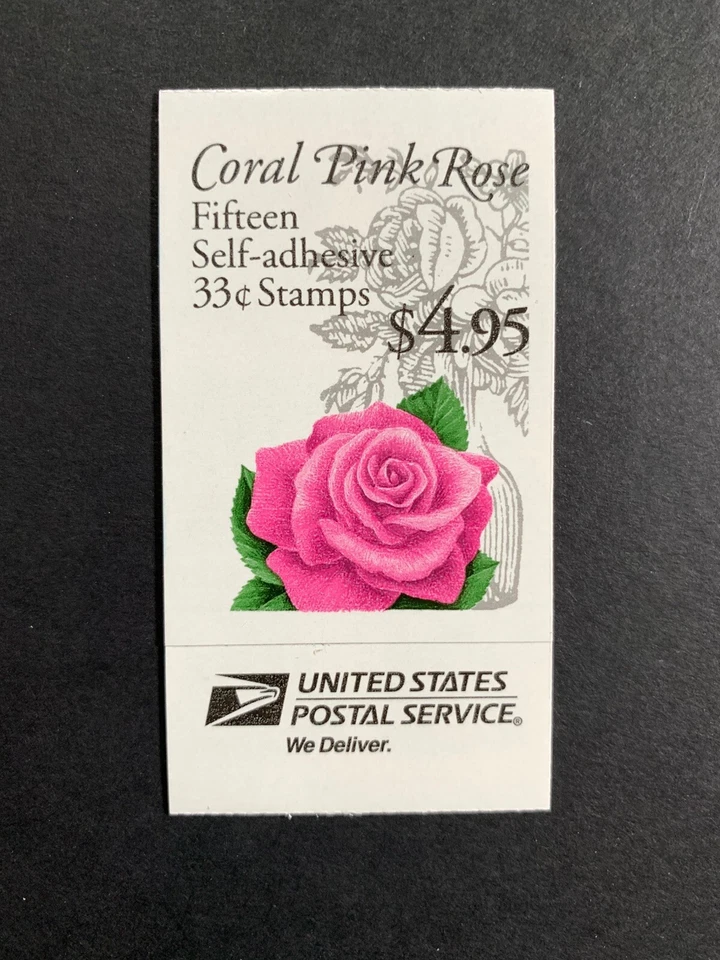 Coral Pink Rose
Fifteen
Self-adhesive
33¢ Stamps
$4.95
UNITED STATES
POSTAL SERVICE®
We Deliver.